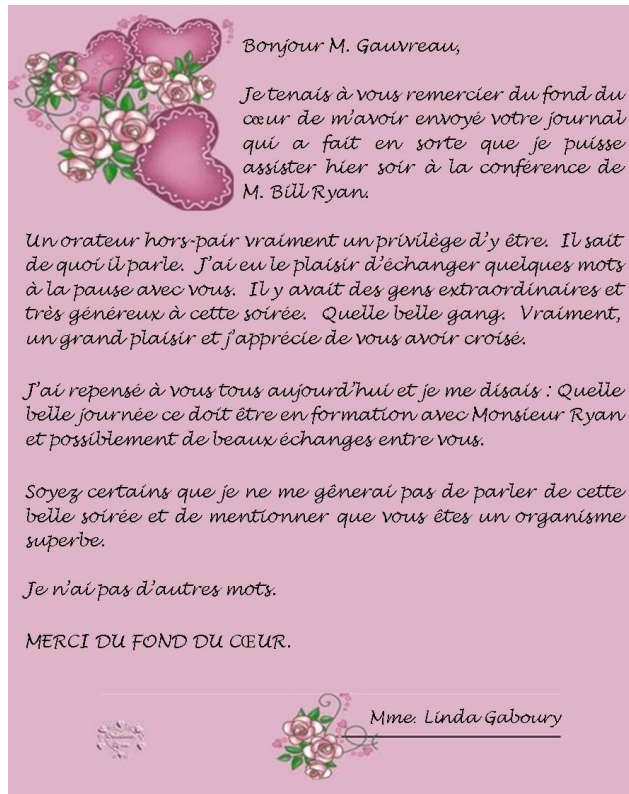 Bonjour M. Gauvreau,
Je tenais à vous remercier du fond du
cœur de m'avoir envoyé votre journal
qui a fait en sorte que je puisse
assister hier soir à la conférence de
M. Bill Ryan.
Un orateur hors-pair vraiment un privilège d'y être. Il sait
de quoi il parle. J'ai eu le plaisir d'échanger quelques mots
à la pause avec vous. Il y avait des gens extraordinaires et
très généreux à cette soirée. Quelle belle gang. Vraiment,
un grand plaisir et j'apprécie de vous avoir croisé.
J'ai repensé à vous tous aujourd'hui et je me disais : Quelle
belle journée ce doit être en formation avec Monsieur Ryan
et possiblement de beaux échanges entre vous.
Soyez certains que je ne me gênerai pas de parler de cette
belle soirée et de mentionner que vous êtes un organisme
superbe.
Je n'ai pas d'autres mots.
MERCI DU FOND DU CŒUR.
Mme. Linda Gaboury